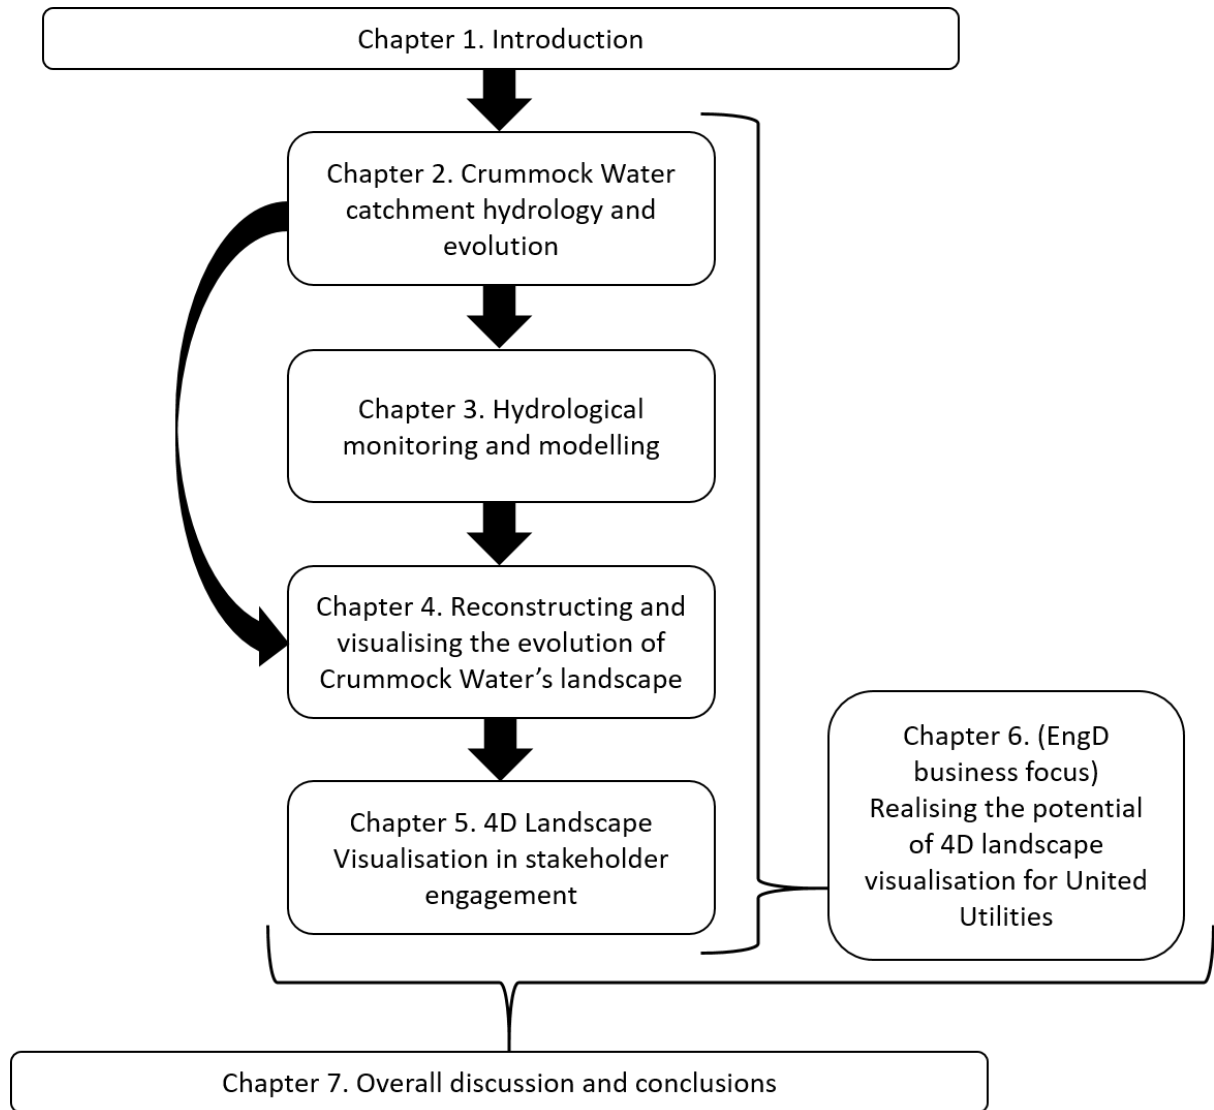 Chapter 1. Introduction
Chapter 2. Crummock Water
catchment hydrology and
evolution
Chapter 3. Hydrological
monitoring and modelling
Chapter 4. Reconstructing and
visualising the evolution of
Crummock Water’s landscape
Chapter 5. 4D Landscape
Visualisation in stakeholder
engagement
Chapter 6. (EngD
business focus)
Realising the potential
of 4D landscape
visualisation for United
Utilities
Chapter 7. Overall discussion and conclusions